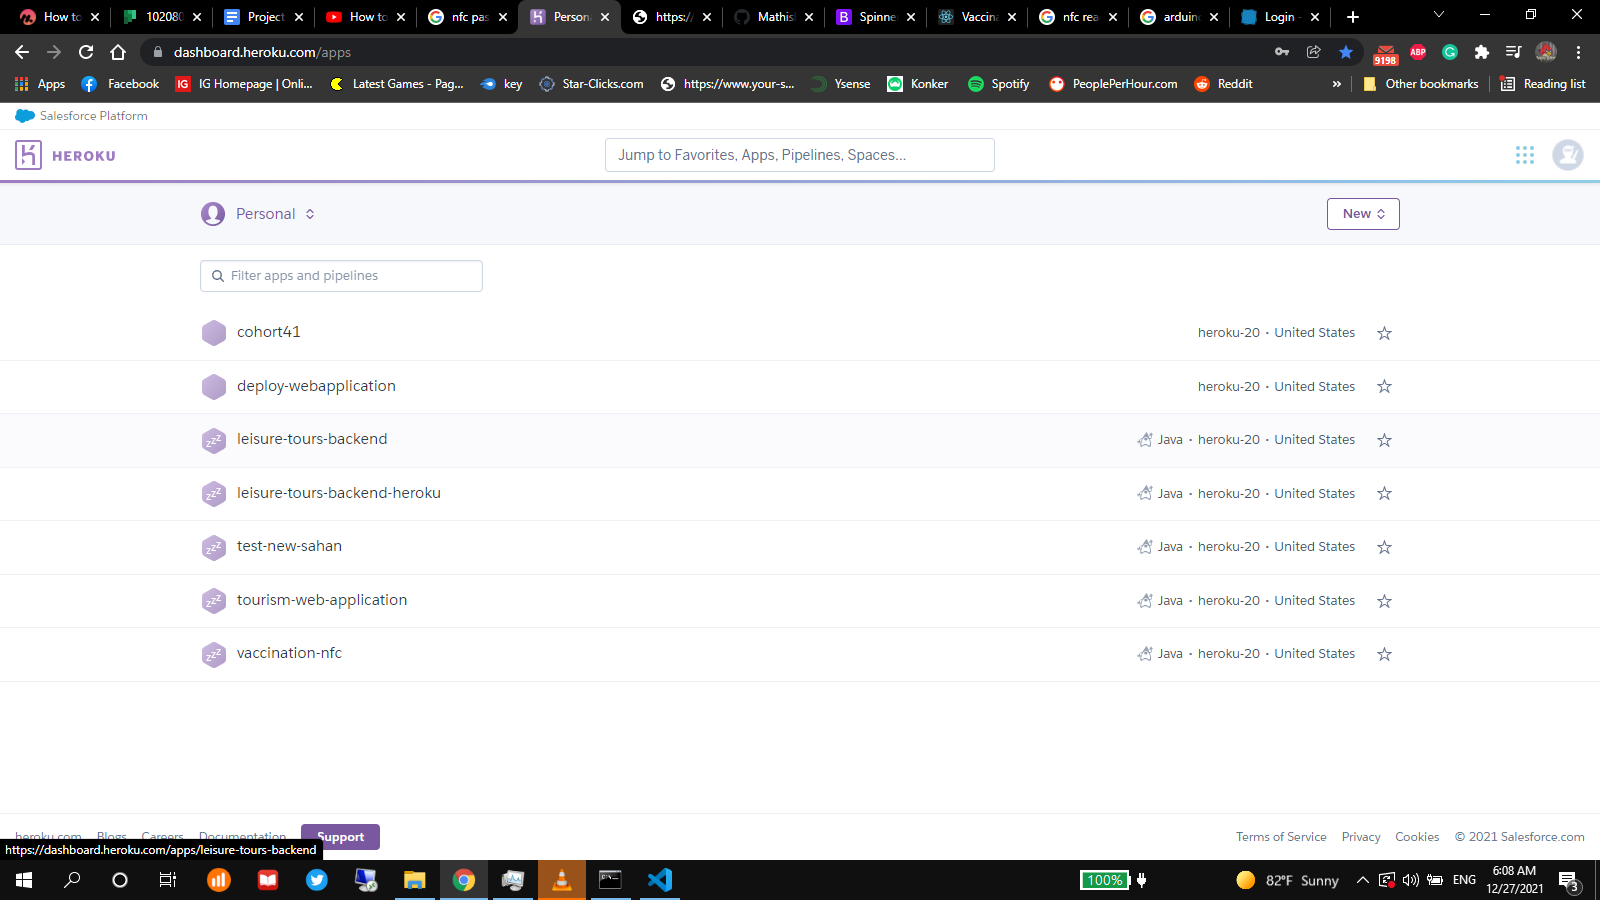 How to
102080
Project
How to
nfc pas
Person
https://
Mathis
Spinne
Vaccin
nfc rea
arduin
Login -
dashboard.heroku.com/apps
9198
ABP
Apps
Facebook
IG
IG Homepage | Onli...
Latest Games - Pag...
key
Star-Clicks.com
https://www.your-s...
Ysense
Konker
Spotify
PeoplePerHour.com
Reddit
»
Other bookmarks
Reading list
Salesforce Platform
HEROKU
Jump to Favorites, Apps, Pipelines, Spaces...
Personal
New
Filter apps and pipelines
cohort41
heroku-20 · United States
deploy-webapplication
heroku-20 · United States
zzz
leisure-tours-backend
Java · heroku-20 · United States
zzz
leisure-tours-backend-heroku
Java · heroku-20 · United States
zzz
test-new-sahan
Java · heroku-20 · United States
zzz
tourism-web-application
Java · heroku-20 · United States
zzz
vaccination-nfc
Java · heroku-20 · United States
heroku.com Blogs Careers Documentation Support
Terms of Service Privacy Cookies © 2021 Salesforce.com
https://dashboard.heroku.com/apps/leisure-tours-backend
100%
82°F Sunny
ENG
6:08 AM
12/27/2021
3